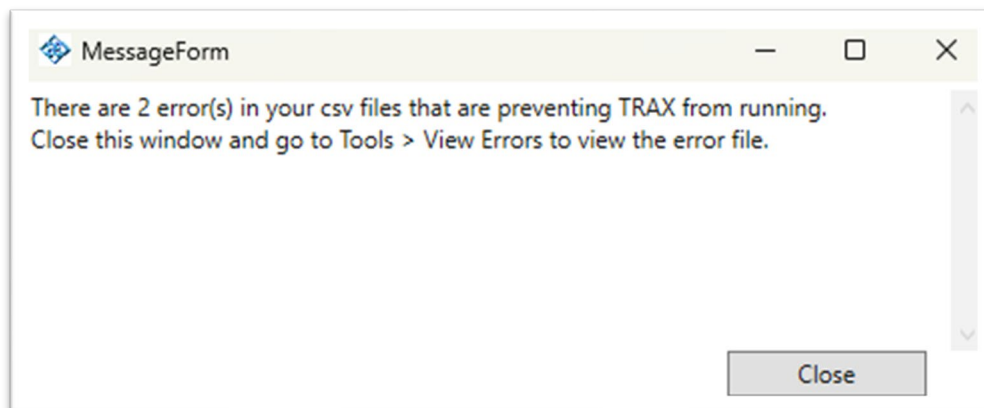 MessageForm
There are 2 error(s) in your csv files that are preventing TRAX from running.
Close this window and go to Tools > View Errors to view the error file.
Close